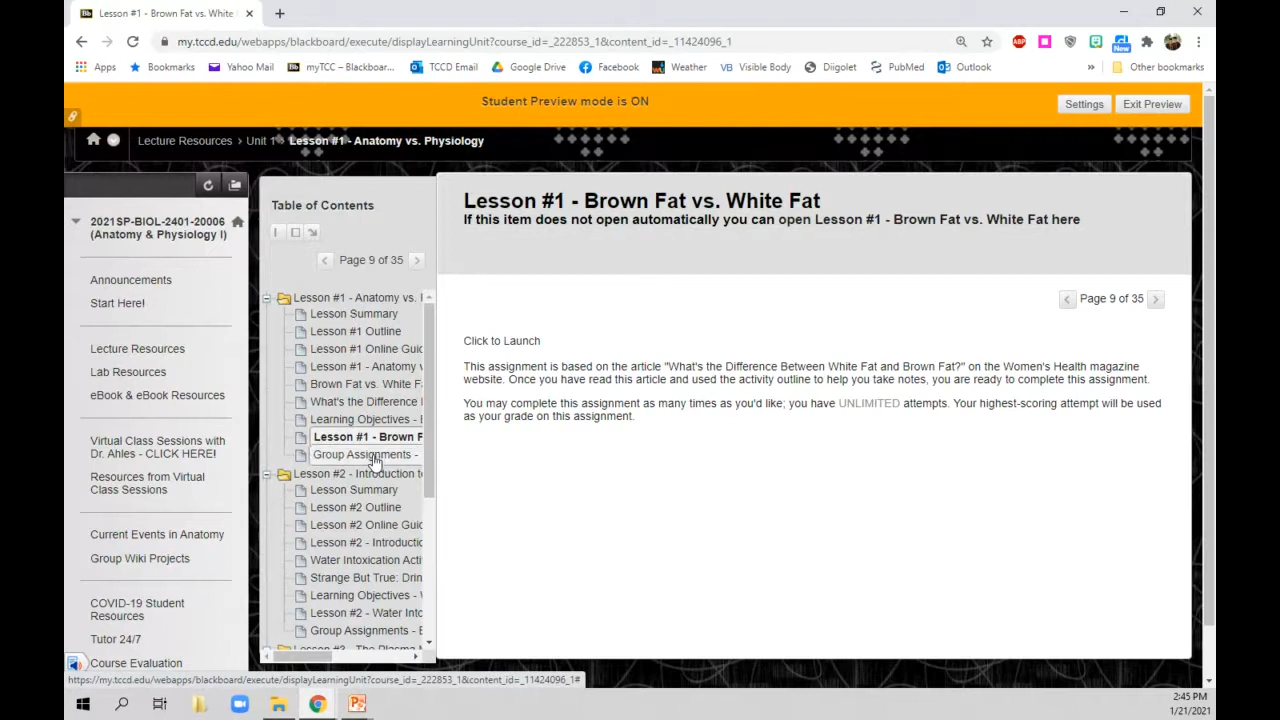 Lesson #1 - Brown Fat vs. White
my.tccd.edu/webapps/blackboard/execute/displayLearningUnit?course_id=_222853_1&content_id=_11424096_1
ABP
New
Apps Bookmarks Yahoo Mail myTCC – Blackboar... TCCD Email Google Drive Facebook Weather VB Visible Body Diigolet PubMed Outlook » Other bookmarks
Student Preview mode is ON
Settings Exit Preview
Lecture Resources > Unit 1 > Lesson #1 - Anatomy vs. Physiology
2021SP-BIOL-2401-20006
(Anatomy & Physiology I)
Announcements
Start Here!
Lecture Resources
Lab Resources
eBook & eBook Resources
Virtual Class Sessions with
Dr. Ahles - CLICK HERE!
Resources from Virtual
Class Sessions
Current Events in Anatomy
Group Wiki Projects
COVID-19 Student
Resources
Tutor 24/7
Course Evaluation
Table of Contents
Page 9 of 35
Lesson #1 - Anatomy vs.
Lesson Summary
Lesson #1 Outline
Lesson #1 Online Guid
Lesson #1 - Anatomy v
Brown Fat vs. White Fa
What's the Difference
Learning Objectives -
Lesson #1 - Brown F
Group Assignments -
Lesson #2 - Introduction to
Lesson Summary
Lesson #2 Outline
Lesson #2 Online Guid
Lesson #2 - Introductio
Water Intoxication Acti
Strange But True: Drin
Learning Objectives -
Lesson #2 - Water Into
Group Assignments -
Lesson #3 - The Plasma
Lesson #1 - Brown Fat vs. White Fat
If this item does not open automatically you can open Lesson #1 - Brown Fat vs. White Fat here
Page 9 of 35
Click to Launch
This assignment is based on the article "What's the Difference Between White Fat and Brown Fat?" on the Women's Health magazine
website. Once you have read this article and used the activity outline to help you take notes, you are ready to complete this assignment.
You may complete this assignment as many times as you'd like; you have UNLIMITED attempts. Your highest-scoring attempt will be used
as your grade on this assignment.
https://my.tccd.edu/webapps/blackboard/execute/displayLearningUnit?course_id=_222853_1&content_id=_11424096_1#
2:45 PM
1/21/2021